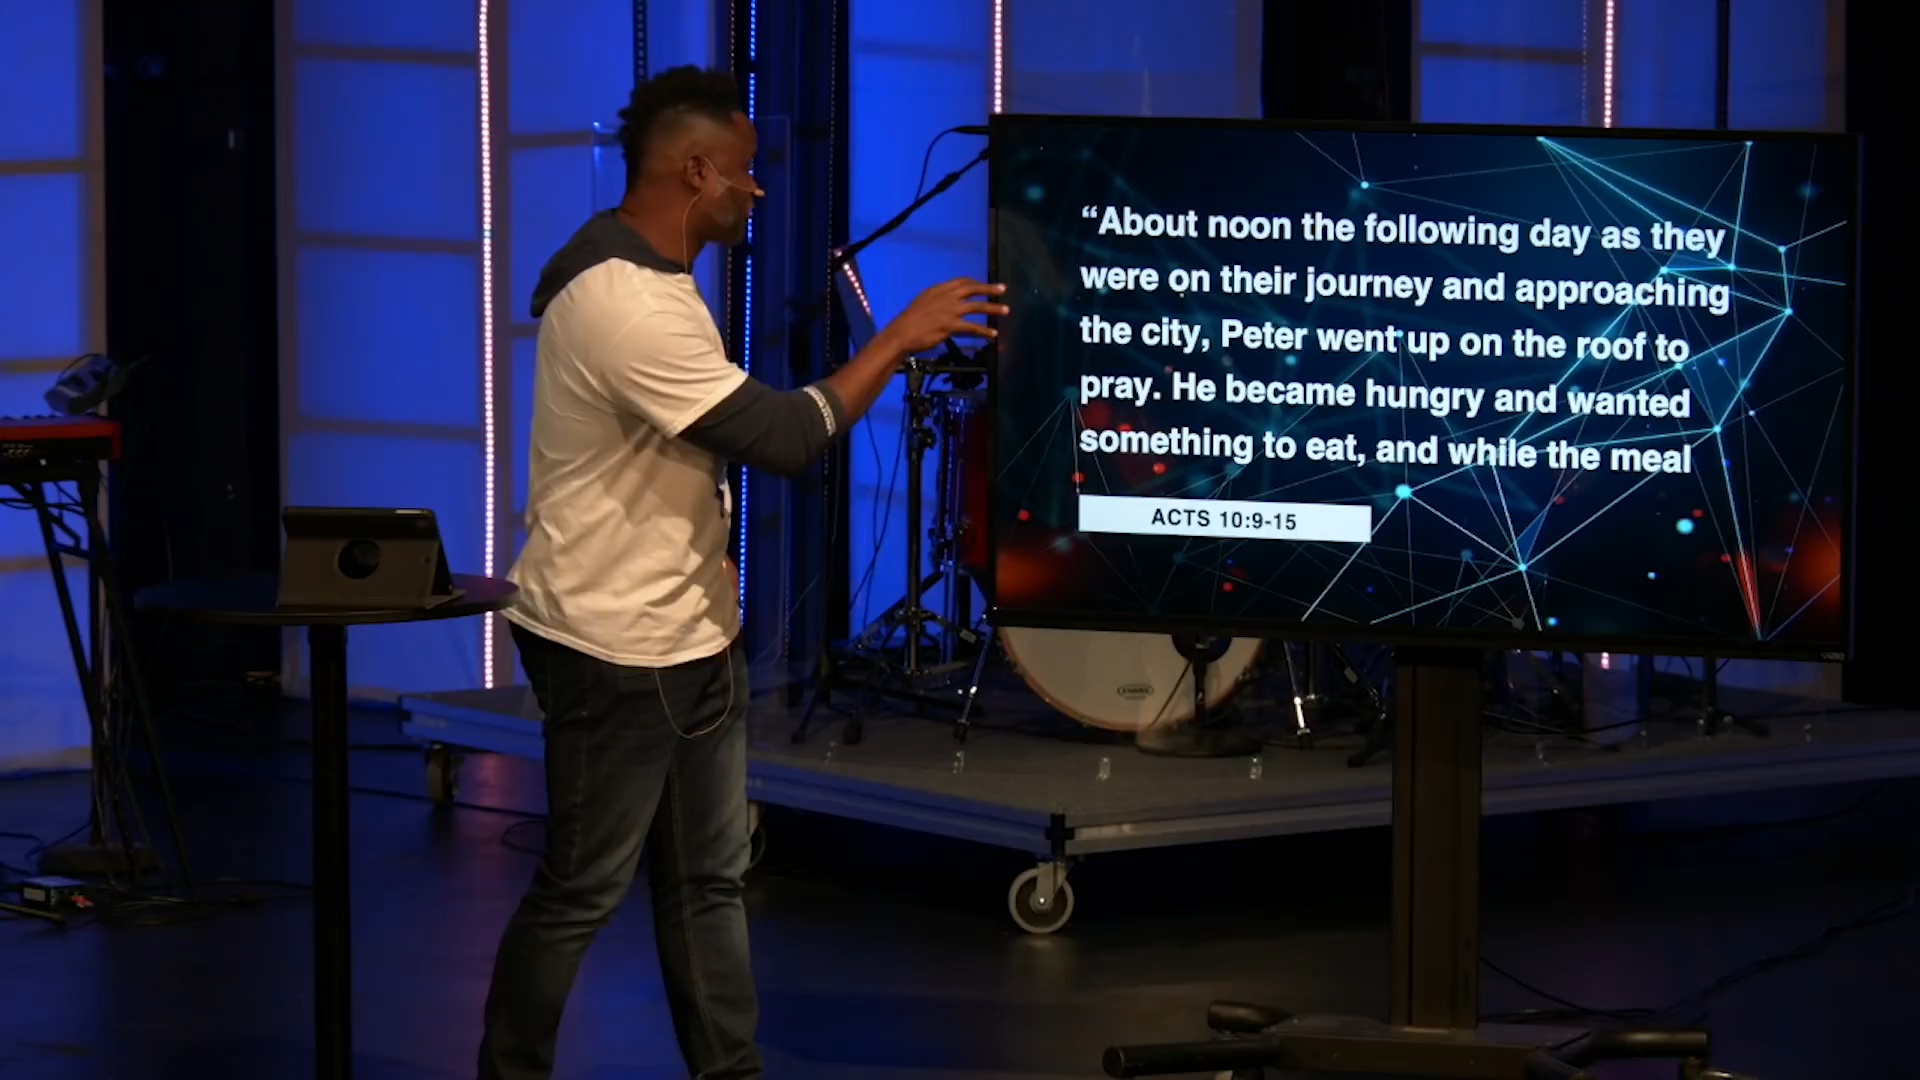 “About noon the following day as they
were on their journey and approaching
the city, Peter went up on the roof to
pray. He became hungry and wanted
something to eat, and while the meal
ACTS 10:9-15
VIZIO
EVANS